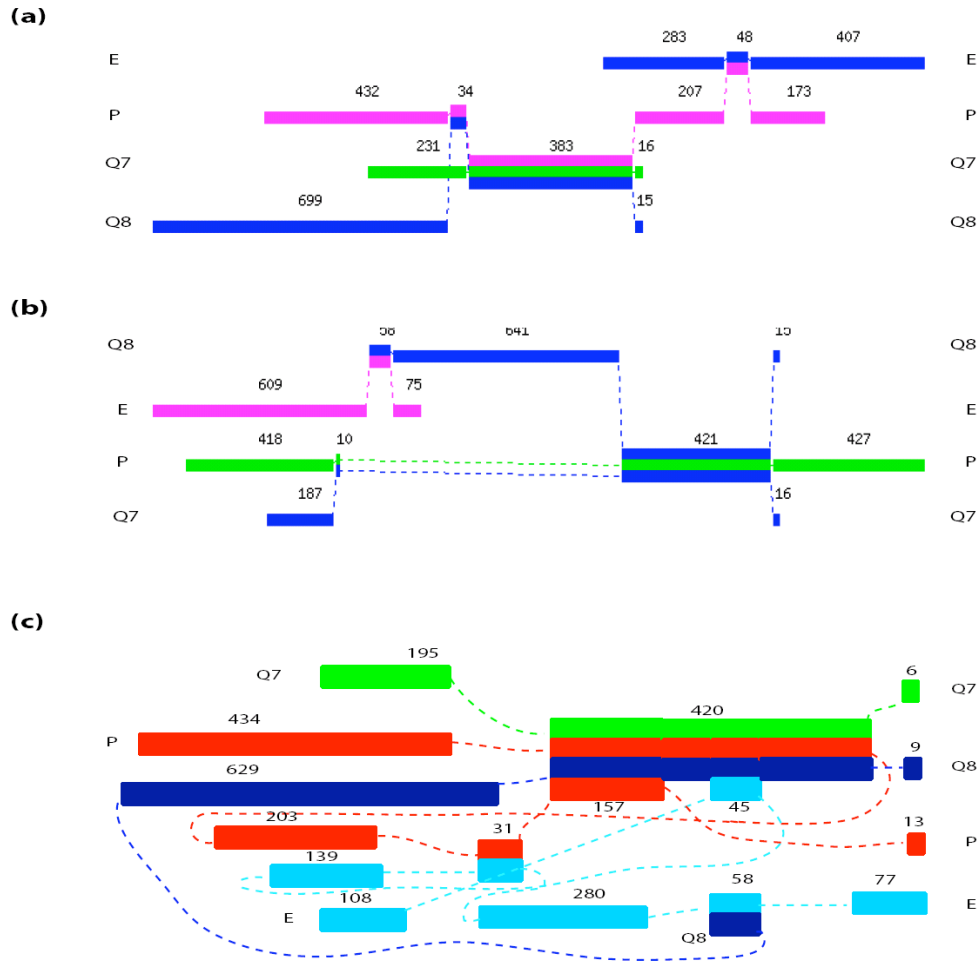 (a)
283 48 407
E E
432 34 207 173
P P
231 383 16
Q7 Q7
699 15
Q8 Q8
(b)
58 641 15
Q8 Q8
609 75
E E
418 10 421 427
P P
187 16
Q7 Q7
(c)
195 6
Q7 Q7
434 420
P
629 9
Q8
203 31 157 45 13
P
139
108 280 58 77
E E
Q8